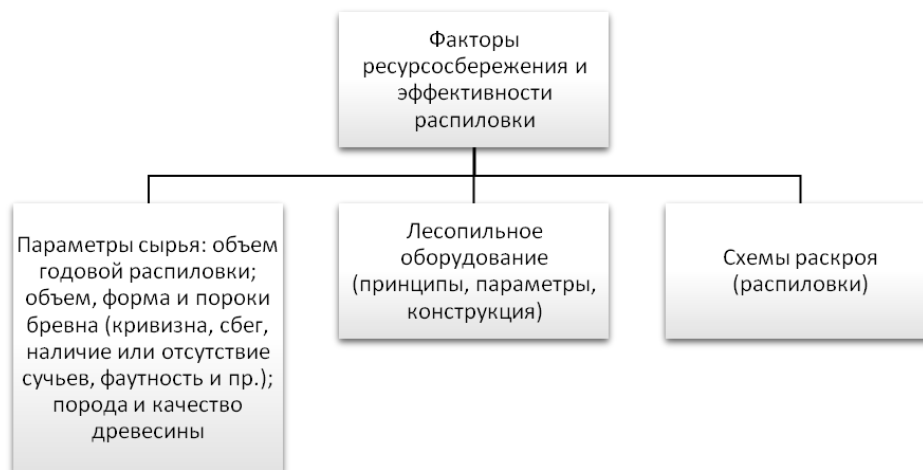 Факторы
ресурсосбережения и
эффективности
распиловки
Параметры сырья: объем
годовой распиловки;
объем, форма и пороки
бревна (кривизна, сбег,
наличие или отсутствие
сучьев, фаутность и пр.);
порода и качество
древесины
Лесопильное
оборудование
(принципы, параметры,
конструкция)
Схемы раскроя
(распиловки)